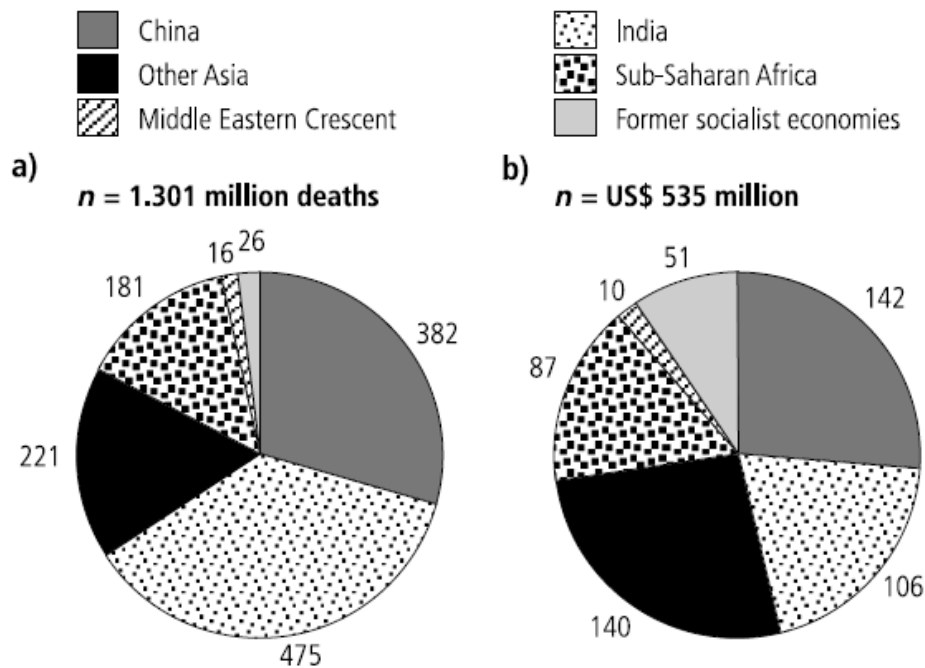 China
Other Asia
Middle Eastern Crescent
India
Sub-Saharan Africa
Former socialist economies
a)
n = 1.301 million deaths
16
26
181
382
221
475
b)
n = US$ 535 million
51
10
142
87
106
140